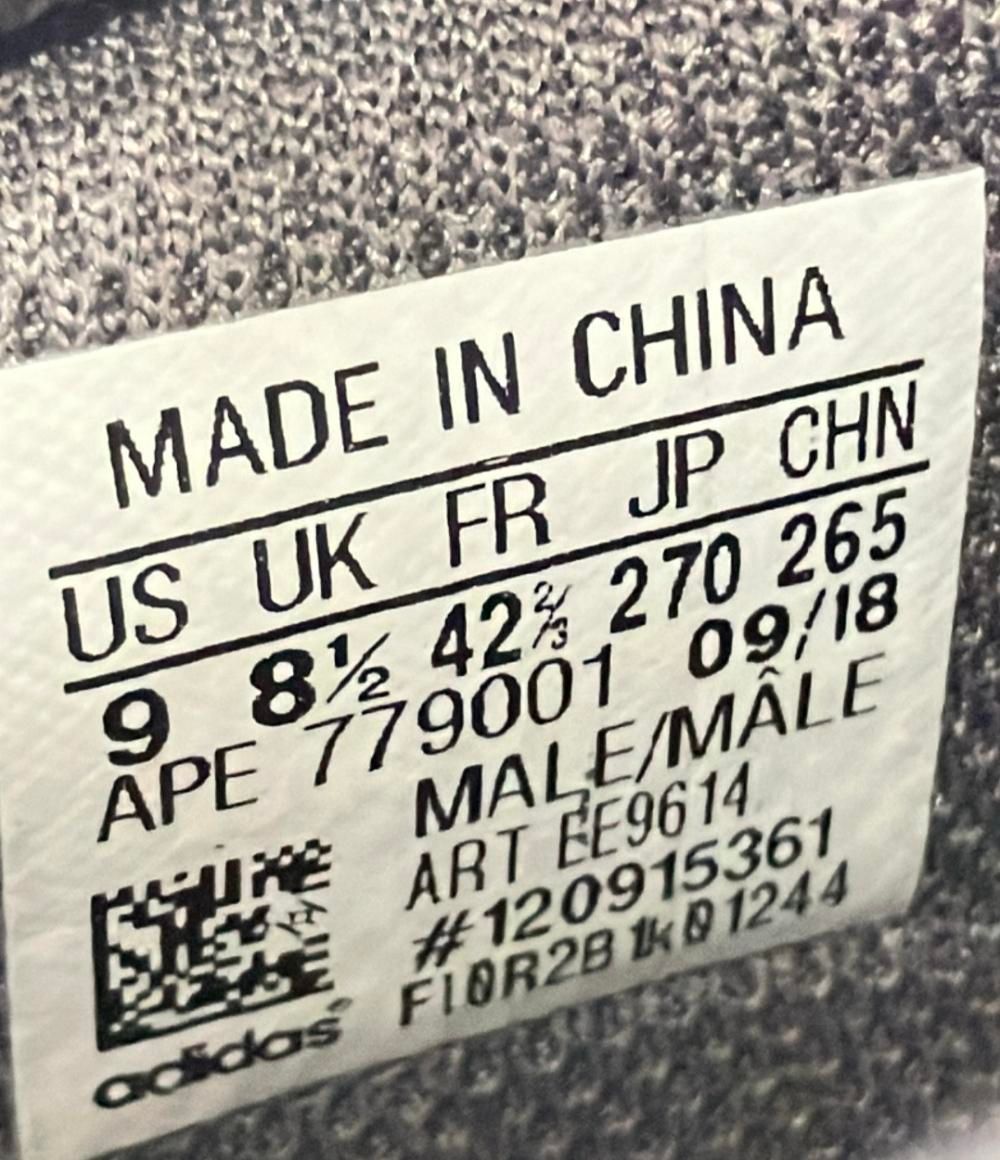 MADE IN CHINA
US UK FR JP CHN
9 8½ 42⅔ 270 265
APE 779001 09/18
MALE/MÂLE
ART EE9614
#120915361
F10R2B1k01244
adidas®